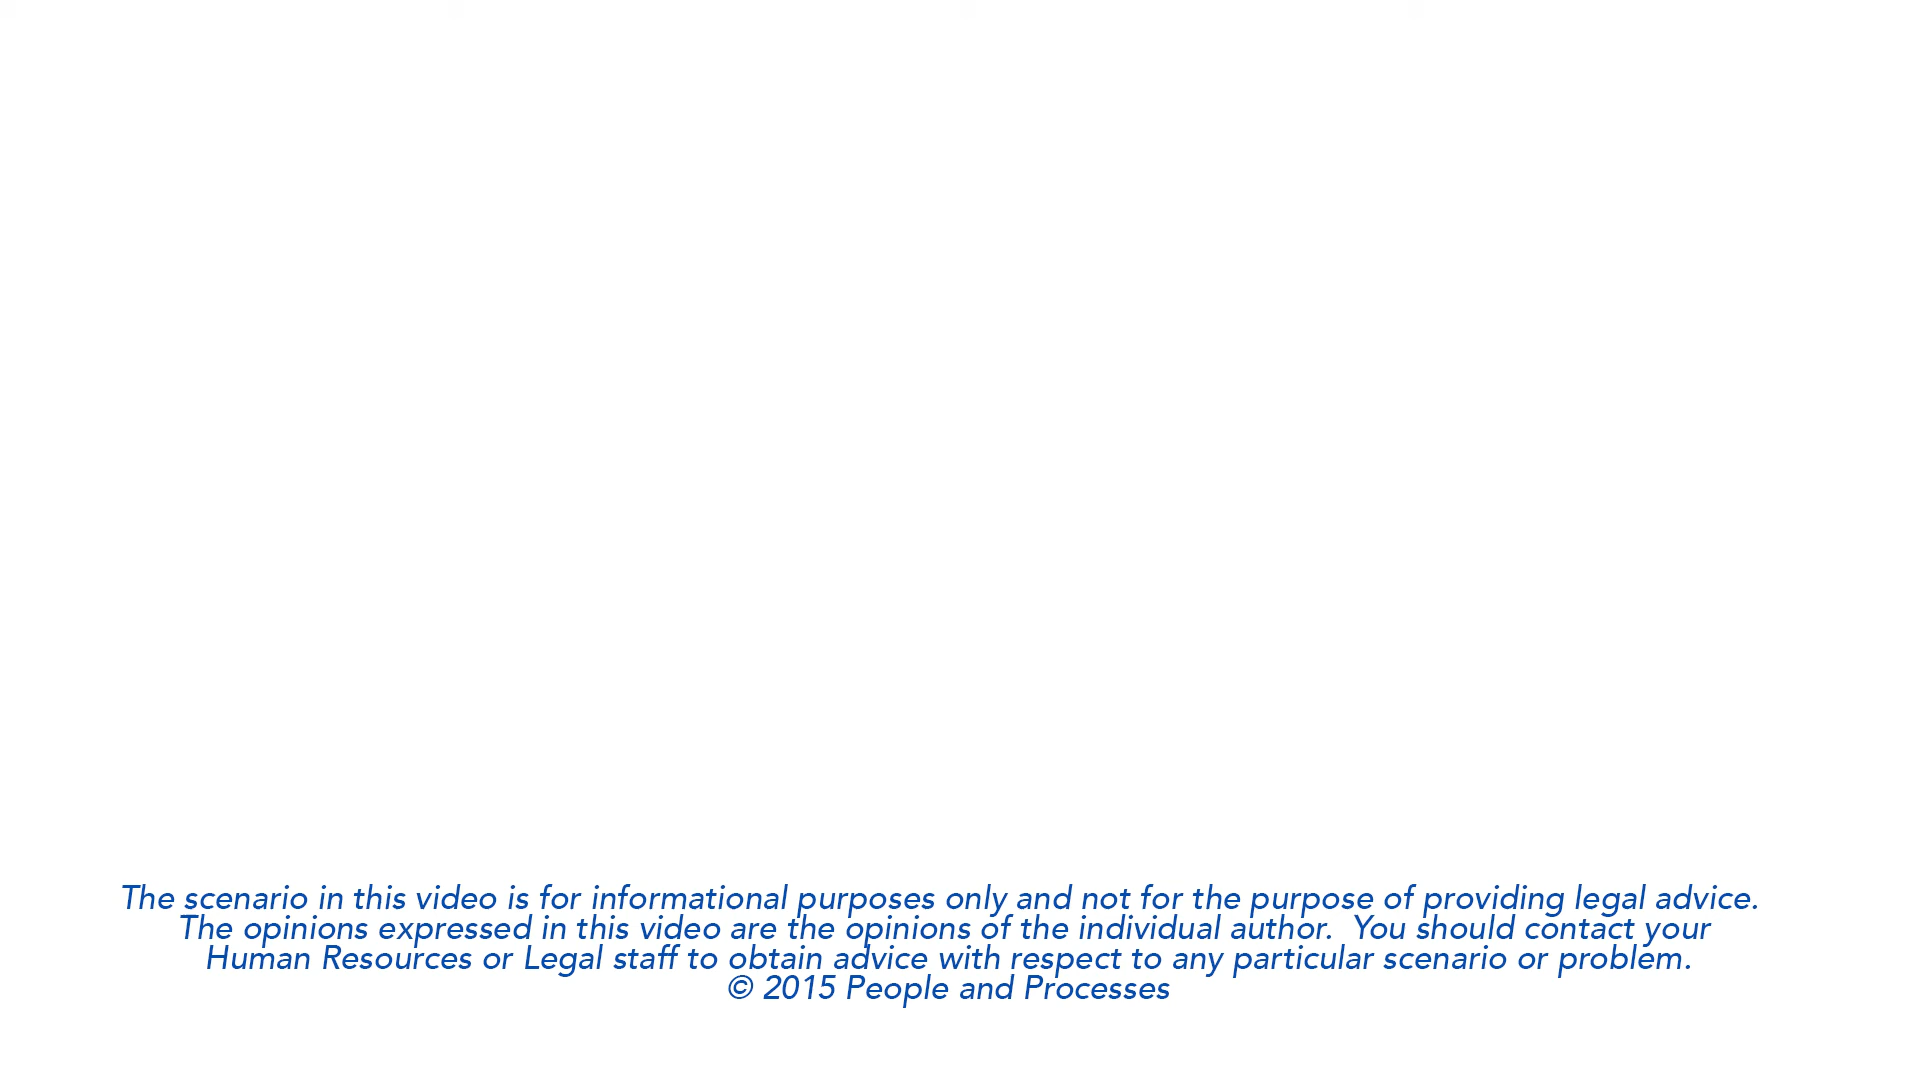 The scenario in this video is for informational purposes only and not for the purpose of providing legal advice.
The opinions expressed in this video are the opinions of the individual author.  You should contact your
Human Resources or Legal staff to obtain advice with respect to any particular scenario or problem.
© 2015 People and Processes